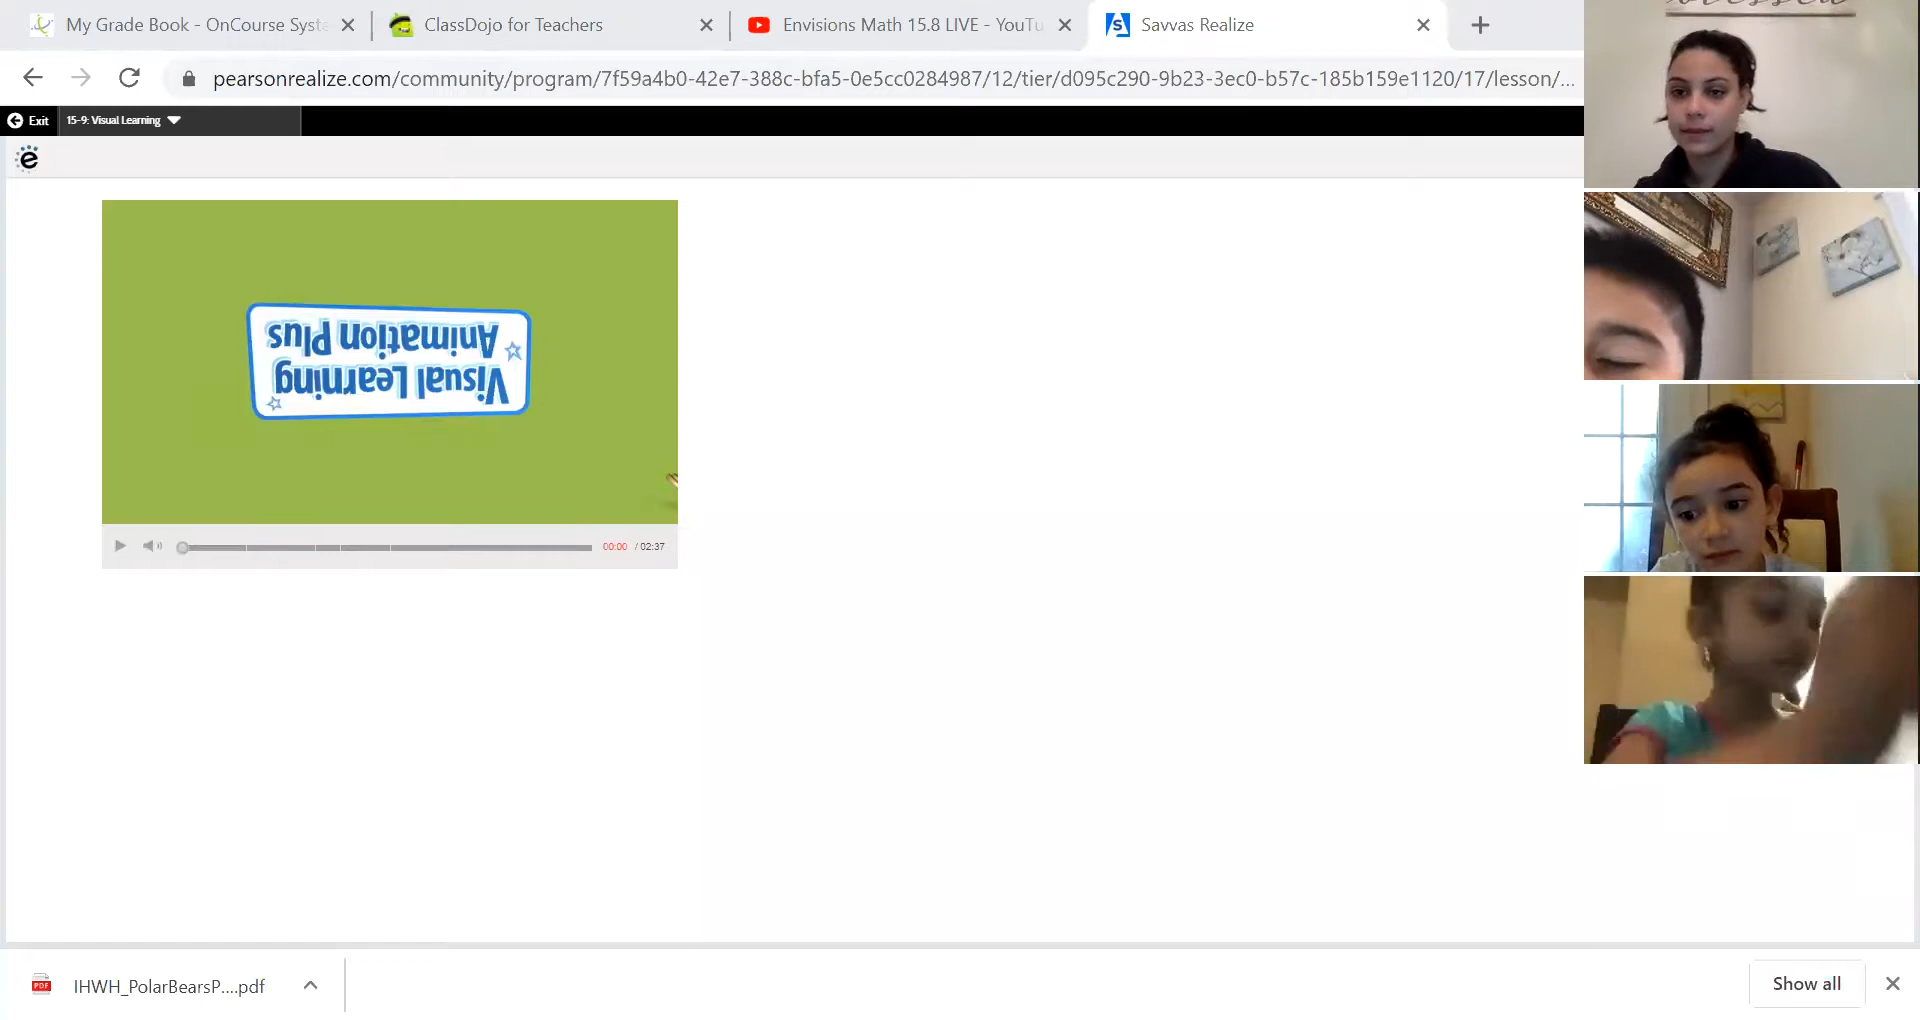 My Grade Book - OnCourse Syste
ClassDojo for Teachers
Envisions Math 15.8 LIVE - YouTu
Savvas Realize
pearsonrealize.com/community/program/7f59a4b0-42e7-388c-bfa5-0e5cc0284987/12/tier/d095c290-9b23-3ec0-b57c-185b159e1120/17/lesson/...
Exit
15-9: Visual Learning
e
Visual Learning
Animation Plus
00:00 / 02:37
PDF
IHWH_PolarBearsP....pdf
Show all